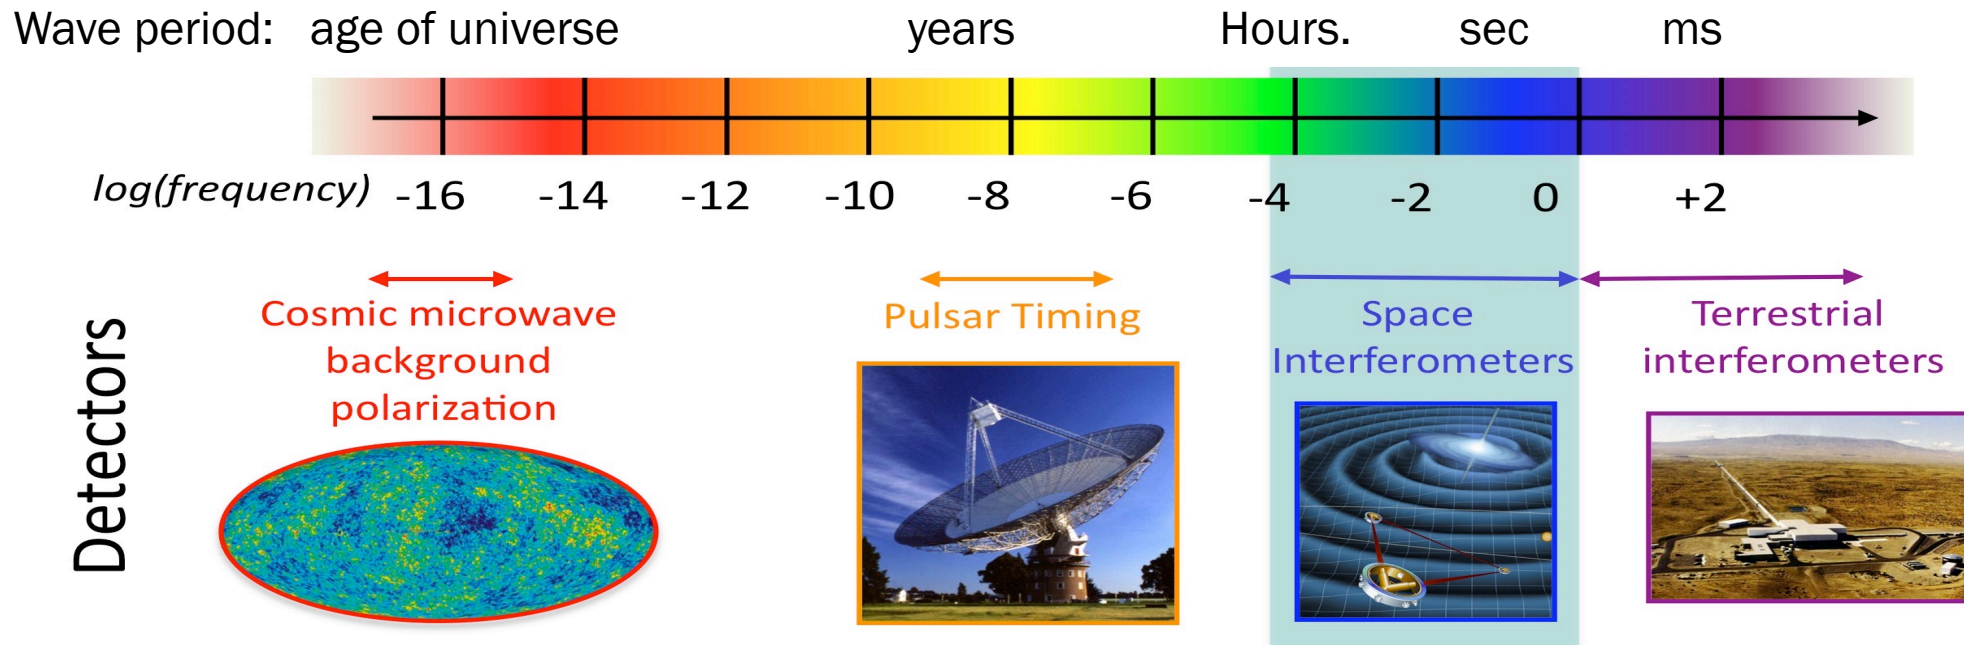 Wave period: age of universe years Hours. sec ms
log(frequency) -16 -14 -12 -10 -8 -6 -4 -2 0 +2
Detectors
Cosmic microwave
background
polarization
Pulsar Timing
Space
Interferometers
Terrestrial
interferometers